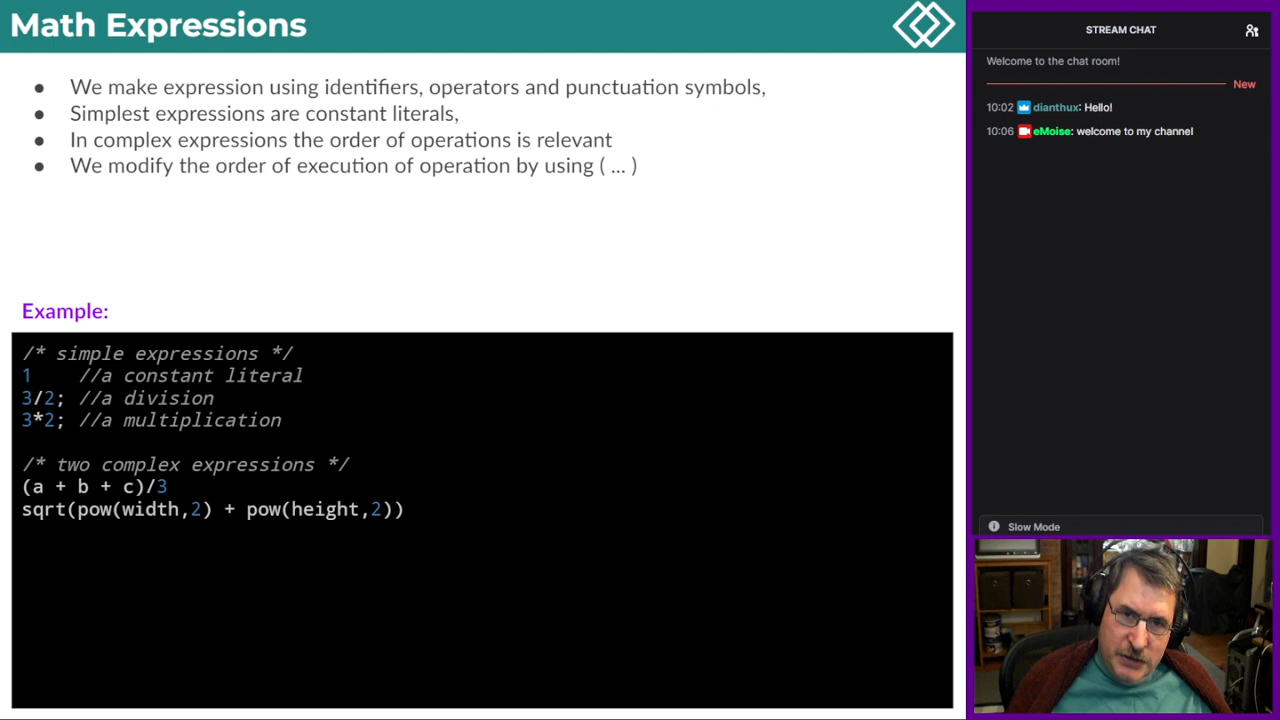 Math Expressions
● We make expression using identifiers, operators and punctuation symbols,
● Simplest expressions are constant literals,
● In complex expressions the order of operations is relevant
● We modify the order of execution of operation by using ( ... )
Example:
/* simple expressions */
1 //a constant literal
3/2; //a division
3*2; //a multiplication
/* two complex expressions */
(a + b + c)/3
sqrt(pow(width,2) + pow(height,2))
STREAM CHAT
Welcome to the chat room!
New
10:02 dianthux: Hello!
10:06 eMoise: welcome to my channel
Slow Mode